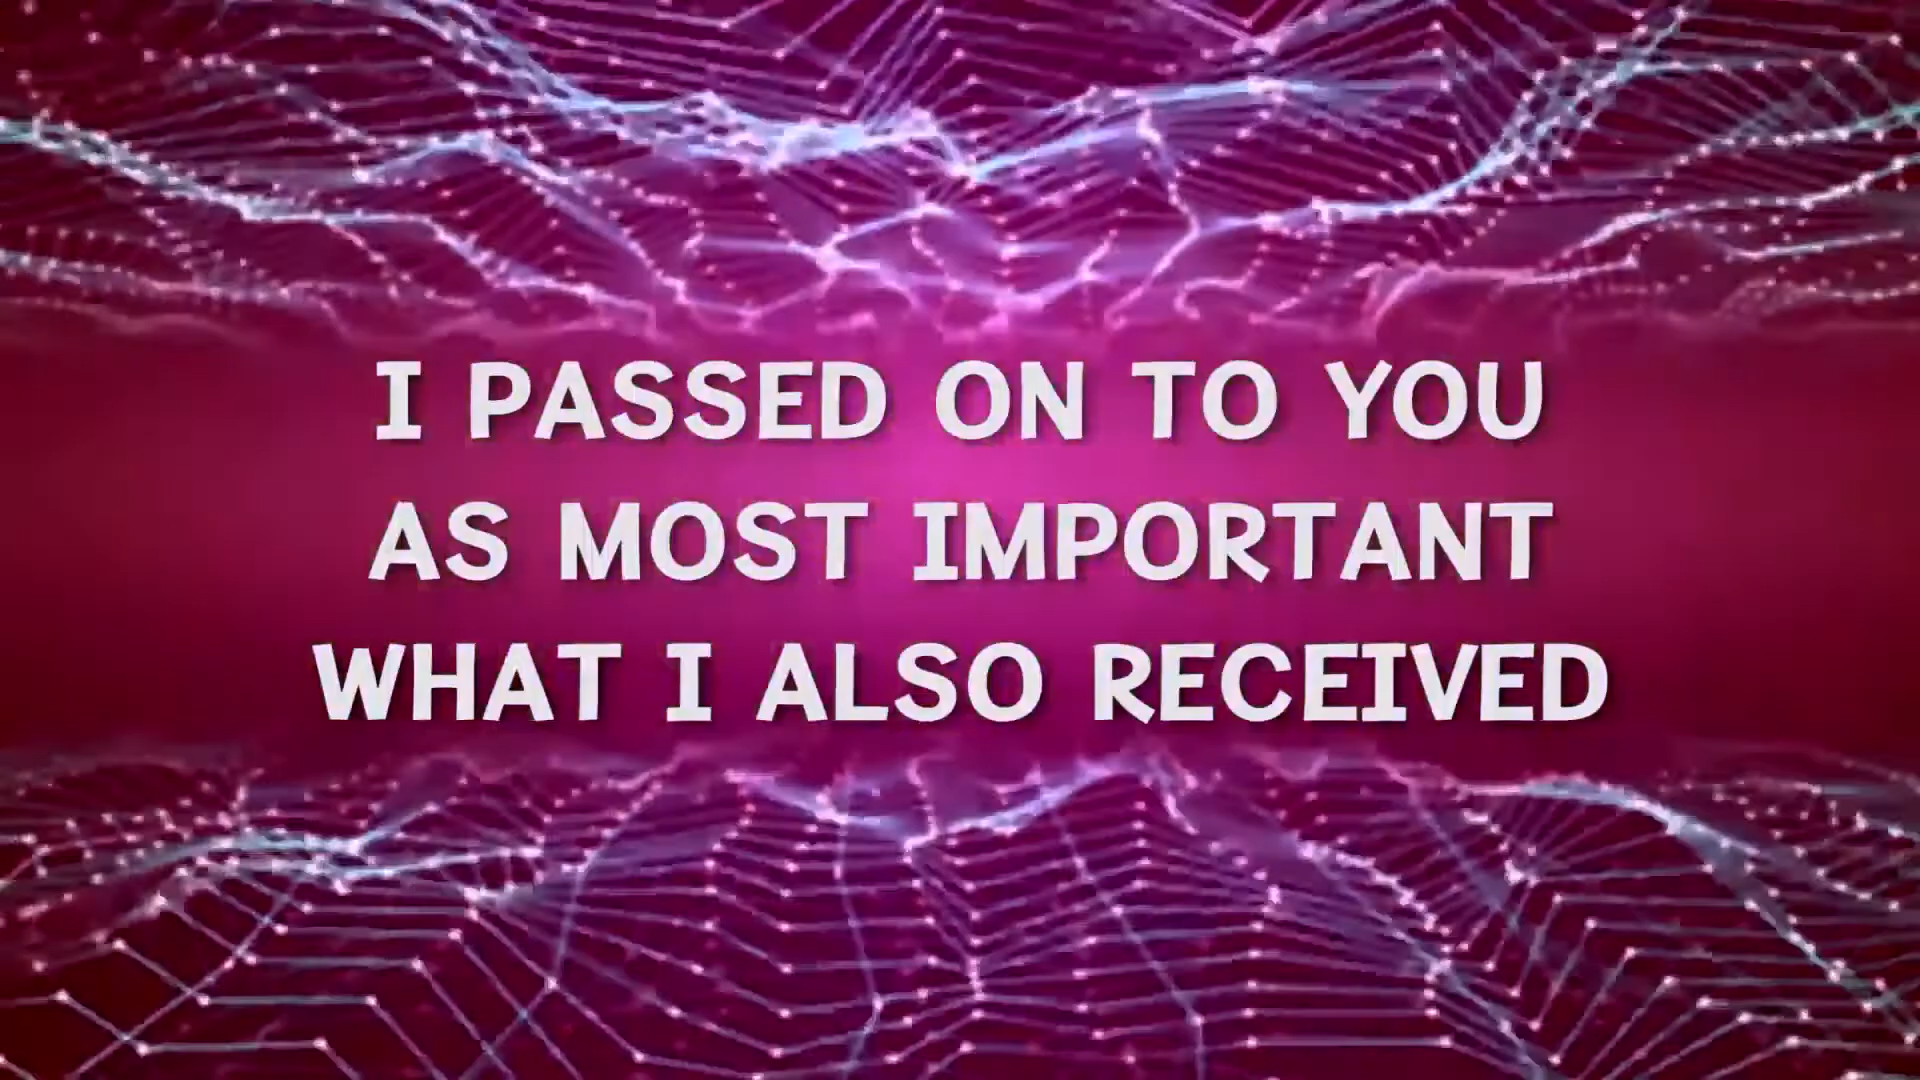 I PASSED ON TO YOU
AS MOST IMPORTANT
WHAT I ALSO RECEIVED